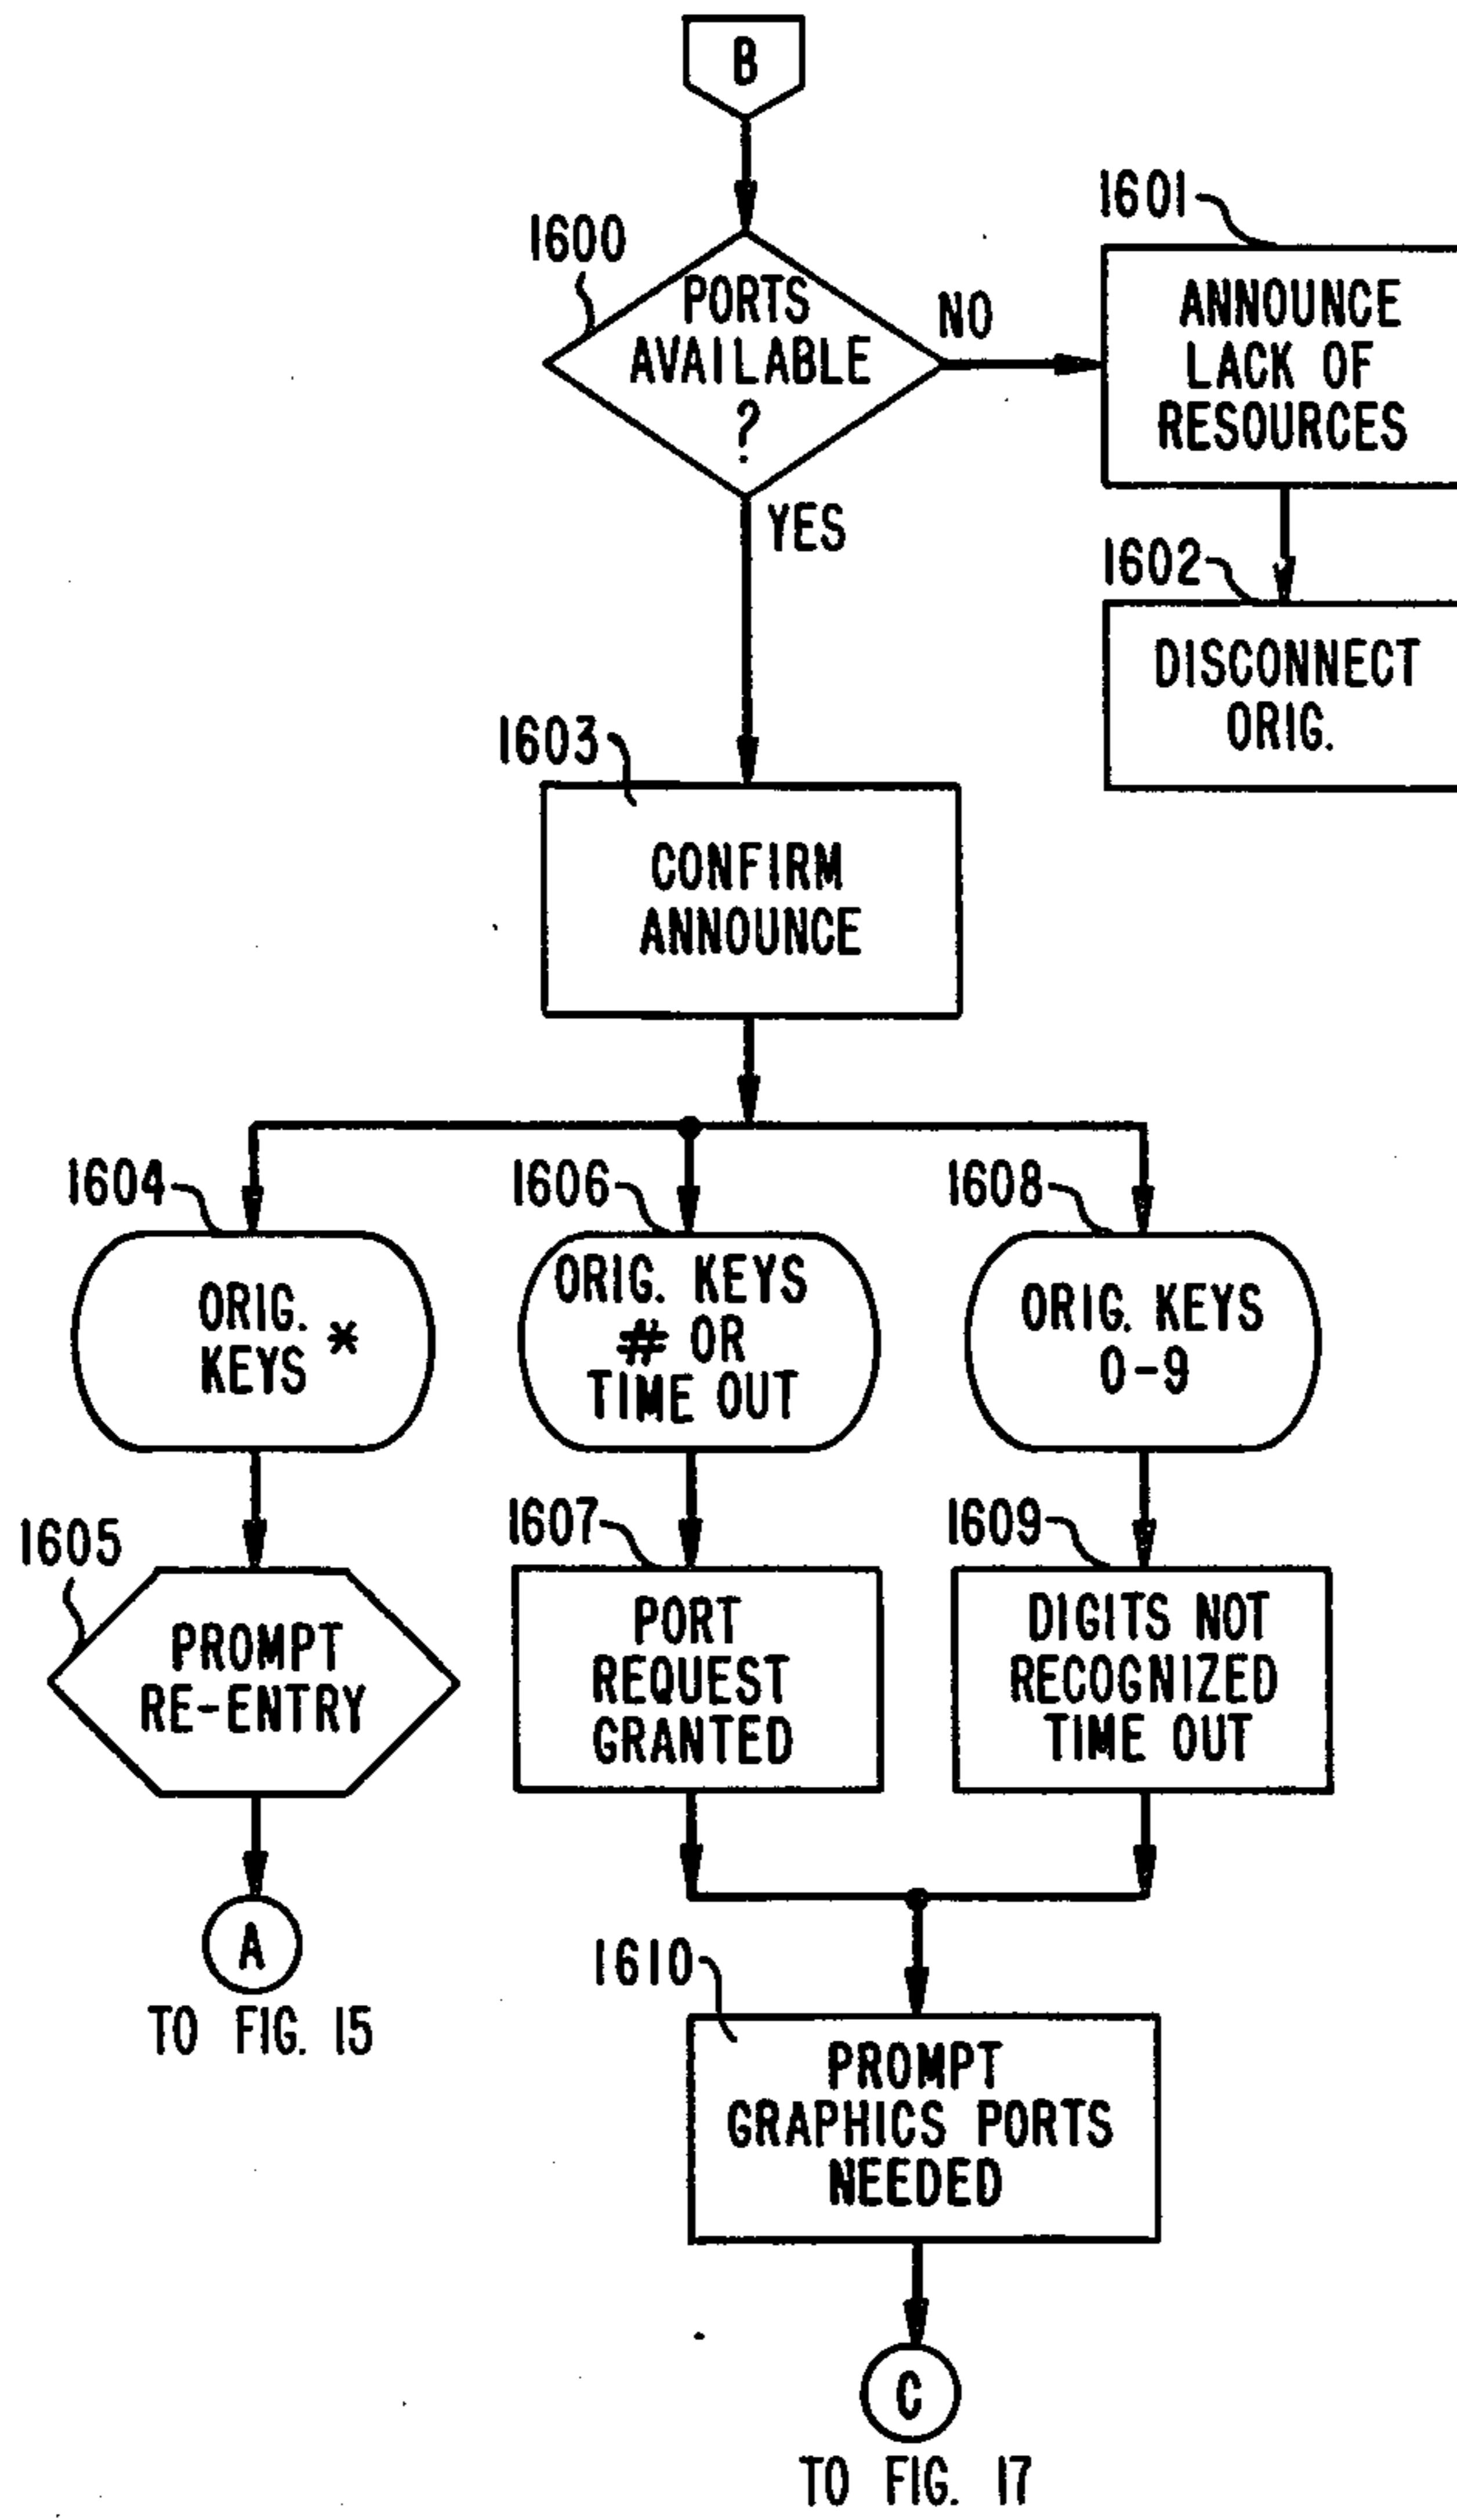 B
1600
PORTS
AVAILABLE
?
NO
YES
1601
ANNOUNCE
LACK OF
RESOURCES
1602
DISCONNECT
ORIG.
1603
CONFIRM
ANNOUNCE
1604
ORIG.
KEYS *
1606
ORIG. KEYS
# OR
TIME OUT
1608
ORIG. KEYS
0-9
1605
PROMPT
RE-ENTRY
1607
PORT
REQUEST
GRANTED
1609
DIGITS NOT
RECOGNIZED
TIME OUT
A
TO FIG. 15
1610
PROMPT
GRAPHICS PORTS
NEEDED
C
TO FIG. 17